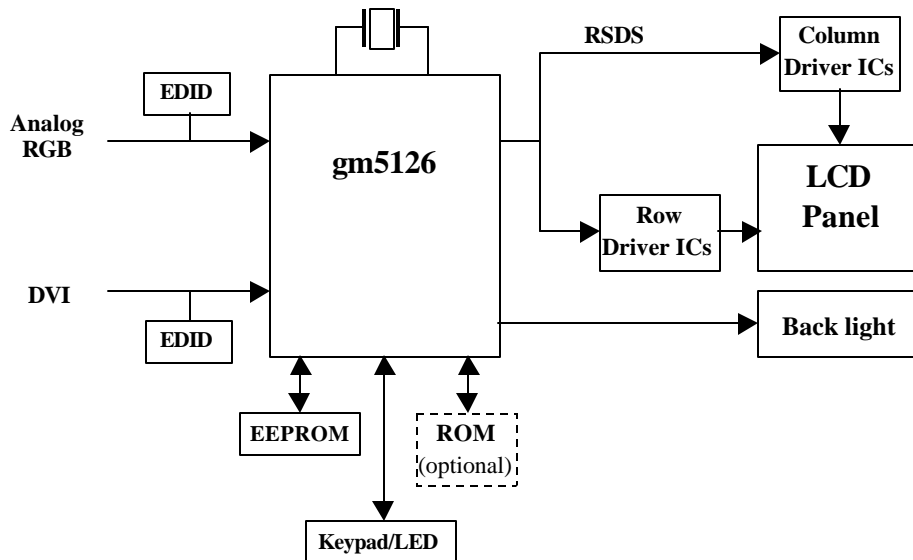 RSDS
Column
Driver ICs
EDID
Analog
RGB
gm5126
LCD
Panel
Row
Driver ICs
DVI
EDID
Back light
EEPROM
ROM
(optional)
Keypad/LED